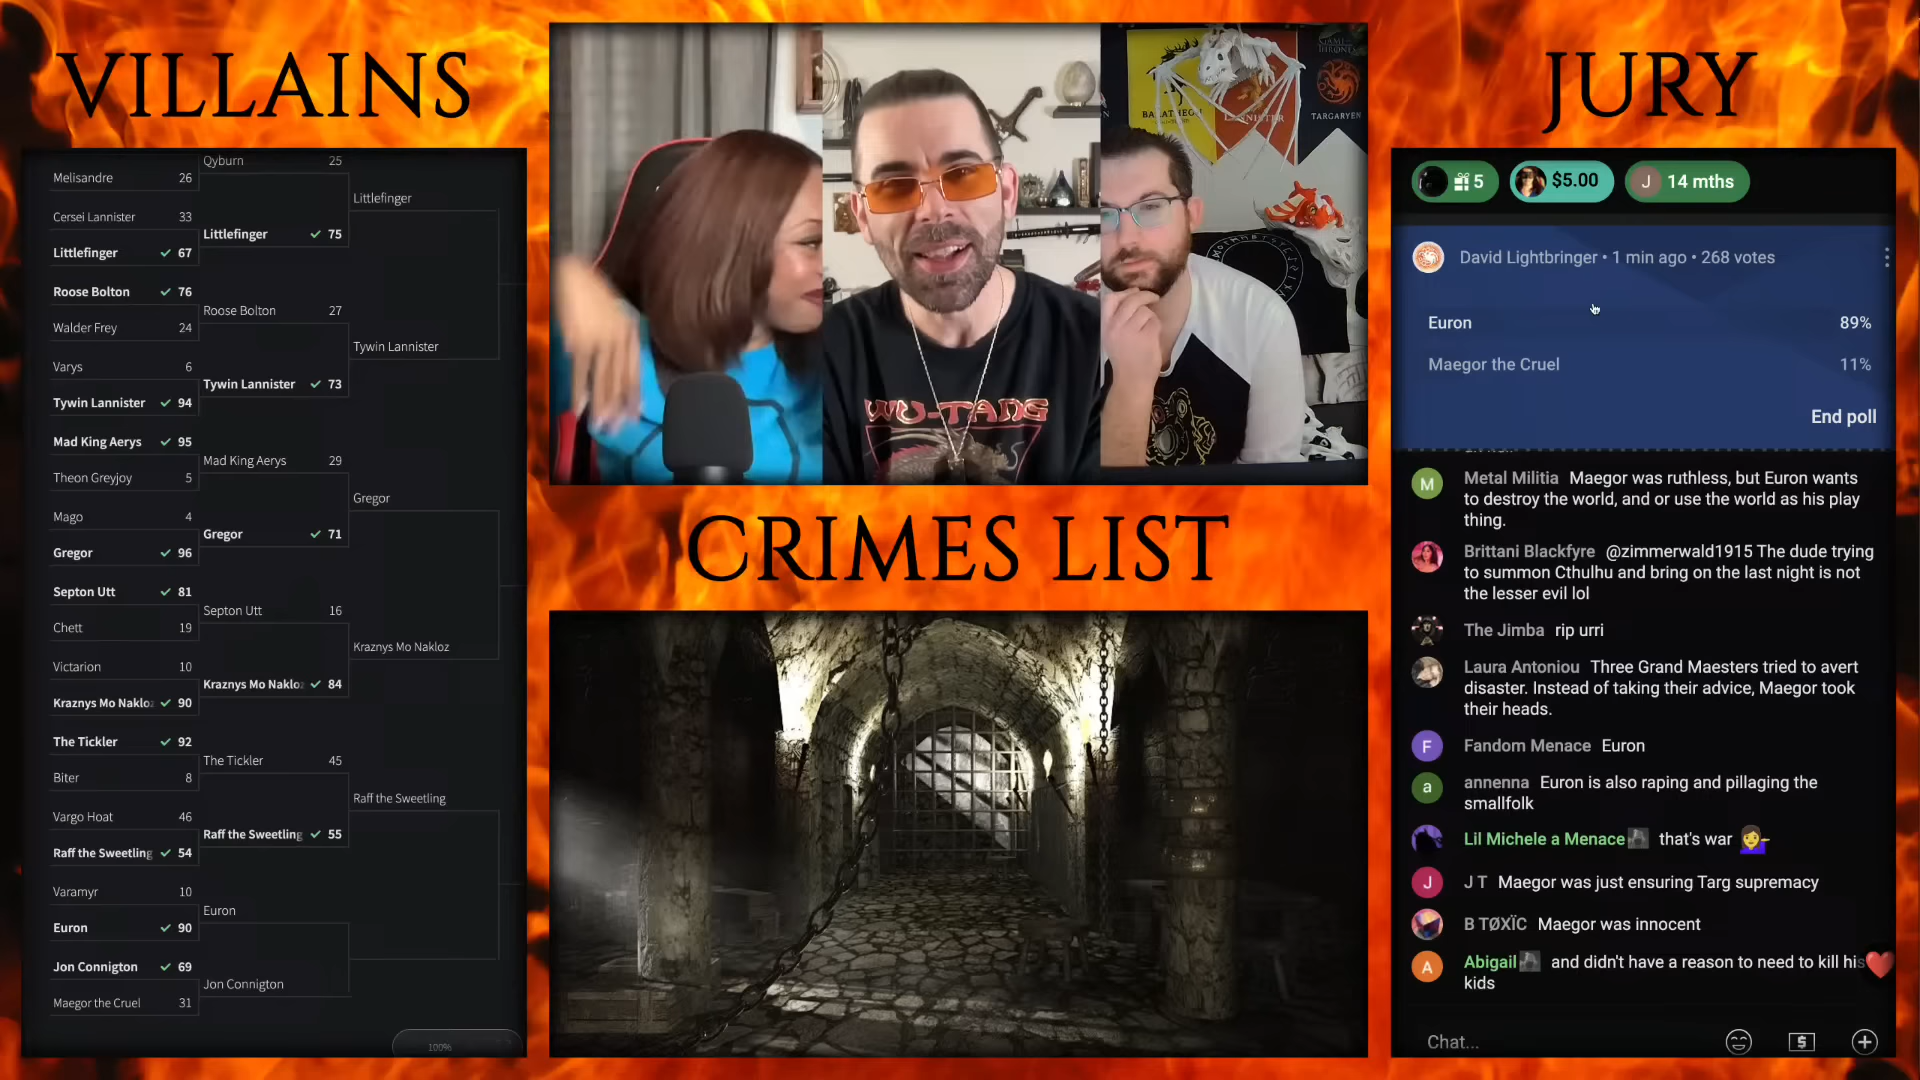 VILLAINS
Melisandre 26
Cersei Lannister 33
Littlefinger ✓ 67
Roose Bolton ✓ 76
Walder Frey 24
Varys 6
Tywin Lannister ✓ 94
Mad King Aerys ✓ 95
Theon Greyjoy 5
Mago 4
Gregor ✓ 96
Septon Utt ✓ 81
Chett 19
Victarion 10
Kraznys Mo Nakloz ✓ 90
The Tickler ✓ 92
Biter 8
Vargo Hoat 46
Raff the Sweetling ✓ 54
Varamyr 10
Euron ✓ 90
Jon Connigton ✓ 69
Maegor the Cruel 31
Qyburn 25
Littlefinger ✓ 75
Roose Bolton 27
Tywin Lannister ✓ 73
Mad King Aerys 29
Gregor ✓ 71
Septon Utt 16
Kraznys Mo Nakloz ✓ 84
The Tickler 45
Raff the Sweetling ✓ 55
Euron
Jon Connigton
Littlefinger
Tywin Lannister
Gregor
Kraznys Mo Nakloz
Raff the Sweetling
100%
GAME OF THRONES
LANNISTER
TARGARYEN
WU-TANG
CRIMES LIST
JURY
5
$5.00
J 14 mths
David Lightbringer • 1 min ago • 268 votes
Euron 89%
Maegor the Cruel 11%
End poll
M Metal Militia Maegor was ruthless, but Euron wants
to destroy the world, and or use the world as his play
thing.
Brittani Blackfyre @zimmerwald1915 The dude trying
to summon Cthulhu and bring on the last night is not
the lesser evil lol
The Jimba rip urri
Laura Antoniou Three Grand Maesters tried to avert
disaster. Instead of taking their advice, Maegor took
their heads.
F Fandom Menace Euron
a annenna Euron is also raping and pillaging the
smallfolk
Lil Michele a Menace that's war
J J T Maegor was just ensuring Targ supremacy
B TØXÏC Maegor was innocent
A Abigail and didn't have a reason to need to kill his
kids
Chat...